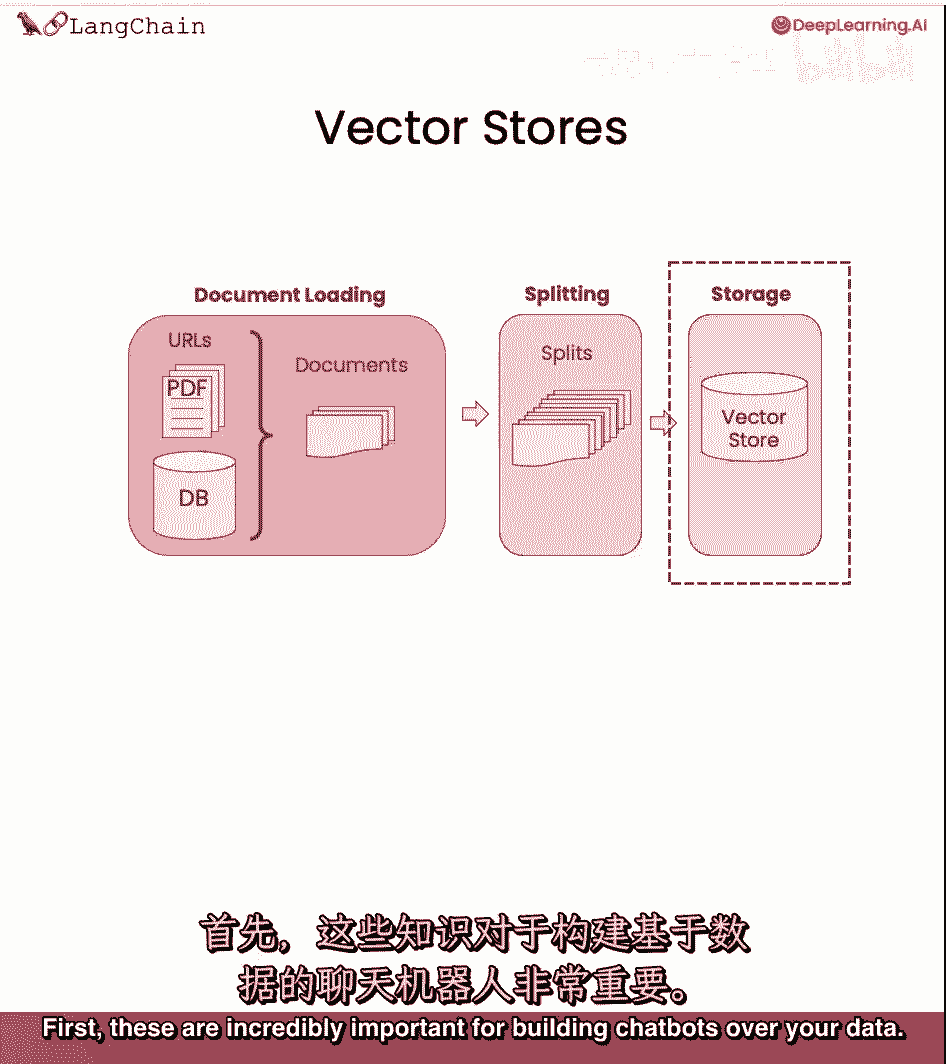 LangChain
DeepLearning.AI
Vector Stores
Document Loading
Splitting
Storage
URLs
PDF
DB
Documents
Splits
Vector
Store
首先，这些知识对于构建基于数
据的聊天机器人非常重要。
First, these are incredibly important for building chatbots over your data.